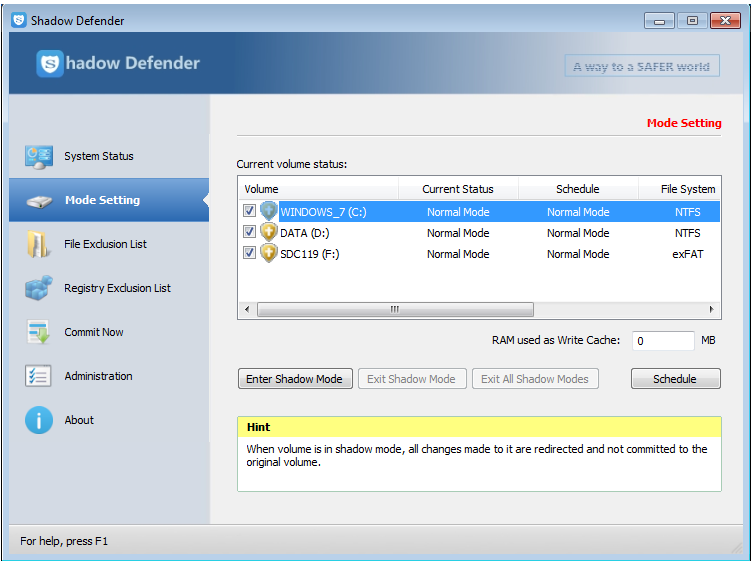 Shadow Defender
hadow Defender
A way to a SAFER world
Mode Setting
System Status
Mode Setting
File Exclusion List
Registry Exclusion List
Commit Now
Administration
About
Current volume status:
Volume Current Status Schedule File System
WINDOWS_7 (C:) Normal Mode Normal Mode NTFS
DATA (D:) Normal Mode Normal Mode NTFS
SDC119 (F:) Normal Mode Normal Mode exFAT
RAM used as Write Cache: 0 MB
Enter Shadow Mode Exit Shadow Mode Exit All Shadow Modes Schedule
Hint
When volume is in shadow mode, all changes made to it are redirected and not committed to the
original volume.
For help, press F1